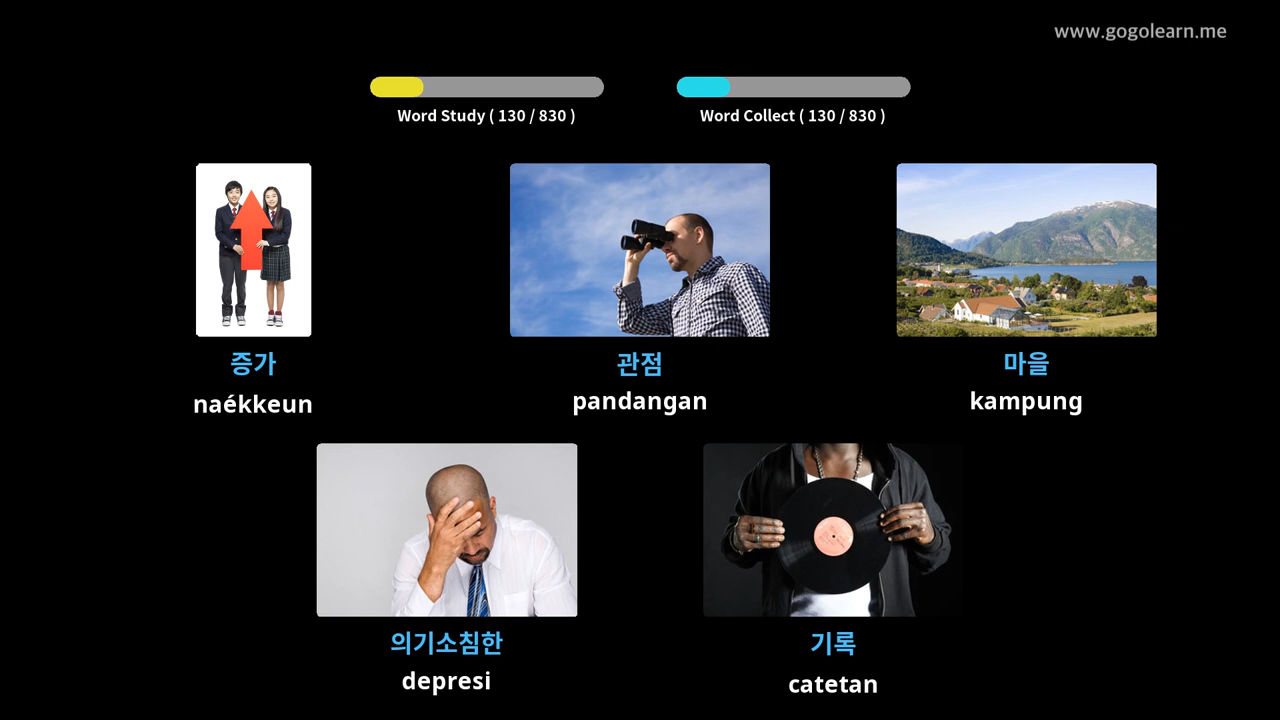 www.gogolearn.me
Word Study ( 130 / 830 )
Word Collect ( 130 / 830 )
증가
naékkeun
관점
pandangan
마을
kampung
의기소침한
depresi
기록
catetan